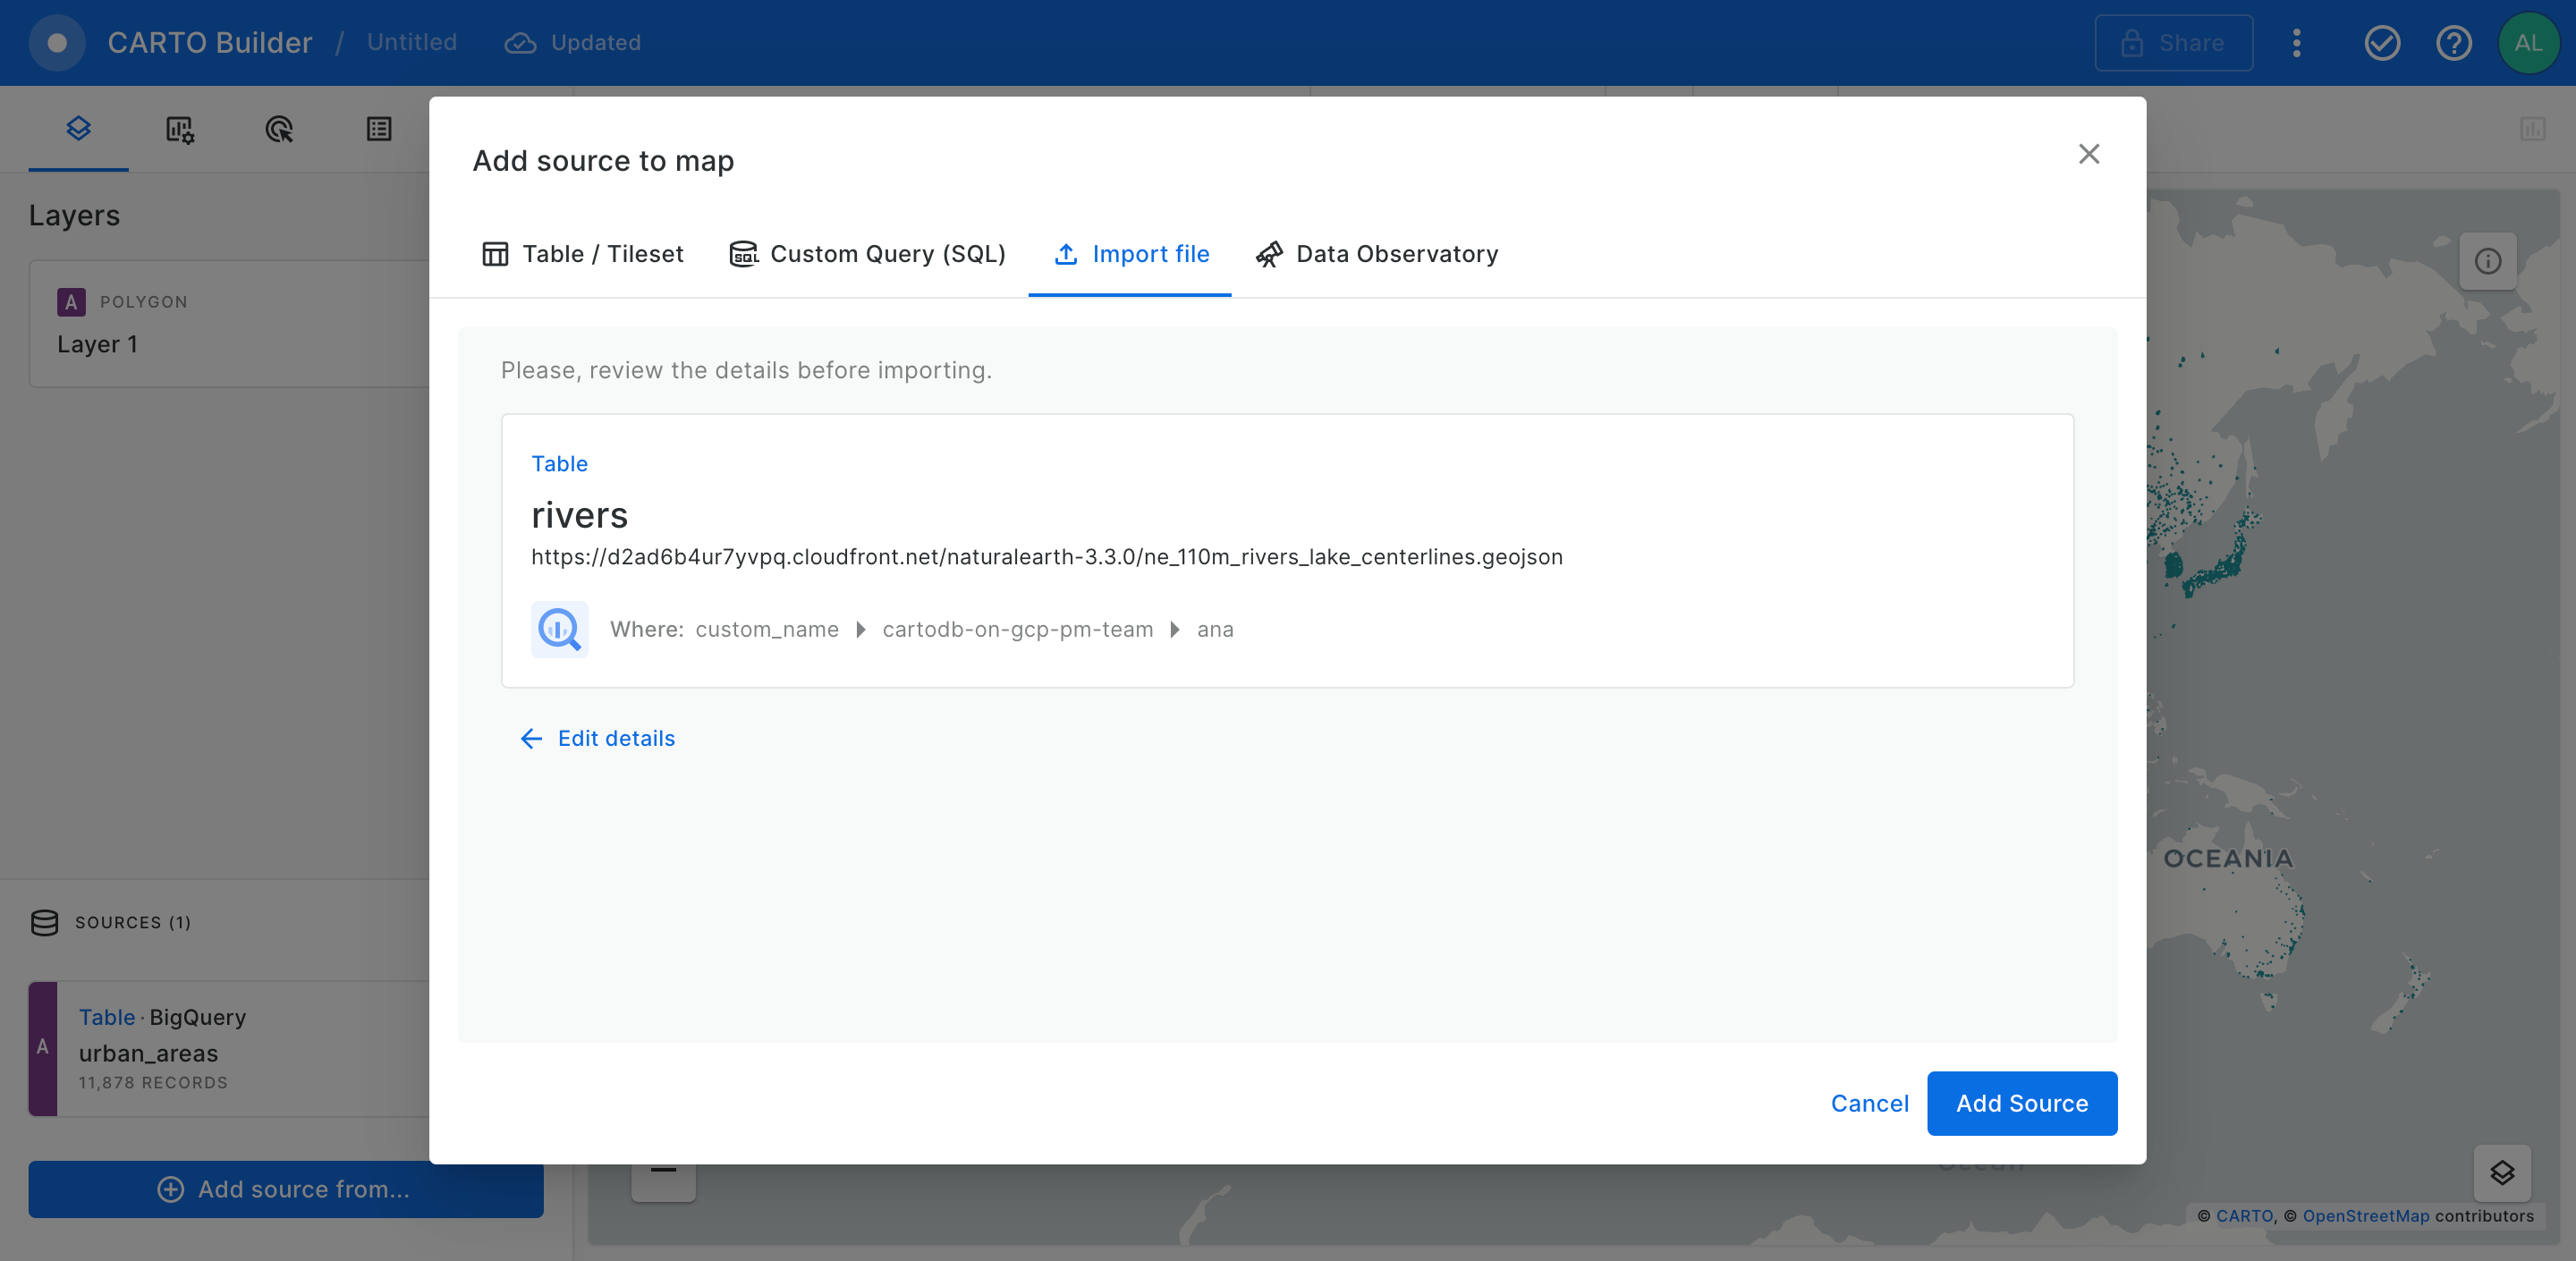 CARTO Builder / Untitled Updated Share AL
Layers
A POLYGON
Layer 1
SOURCES (1)
A
Table · BigQuery
urban_areas
11,878 RECORDS
Add source from...
Add source to map
Table / Tileset Custom Query (SQL) Import file Data Observatory
Please, review the details before importing.
Table
rivers
https://d2ad6b4ur7yvpq.cloudfront.net/naturalearth-3.3.0/ne_110m_rivers_lake_centerlines.geojson
Where: custom_name cartodb-on-gcp-pm-team ana
Edit details
Cancel Add Source
OCEANIA
Ocean
© CARTO, © OpenStreetMap contributors